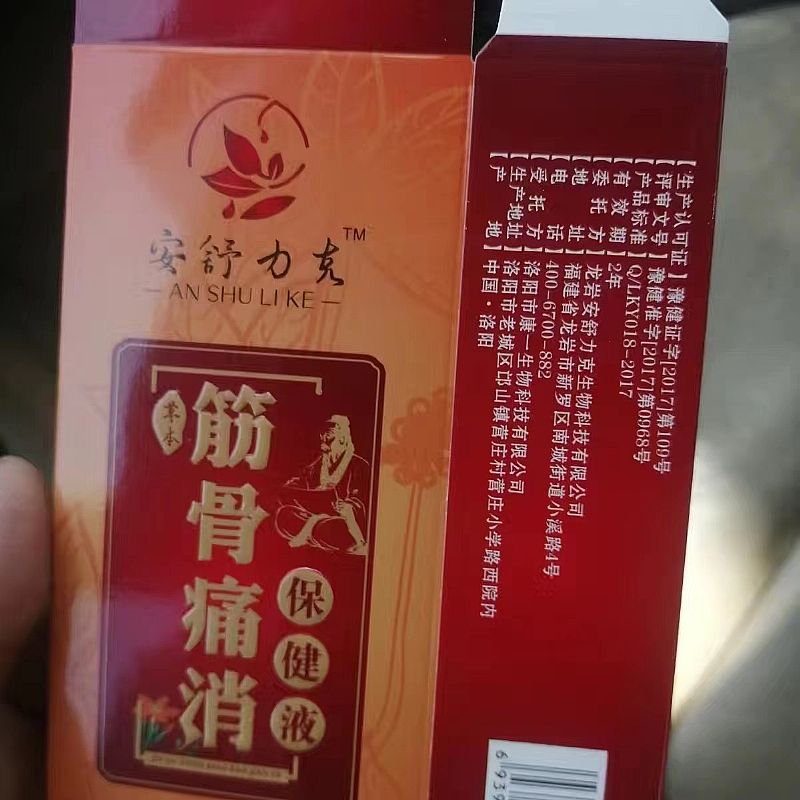 安舒力克™
AN SHU LI KE
草本
筋骨痛消
保健液
【生产认可证】豫健证字[2017]第109号
【评审文号】豫健准字[2017]第0968号
【产品标准】Q/LKY018-2017
【有效期】2年
【委托方】龙岩安舒力克生物科技有限公司
【地址】福建省龙岩市新罗区南城街道小溪路4号
【电话】400-6700-882
【受托方】洛阳市康一生物科技有限公司
【生产地址】洛阳市老城区邙山镇营庄村营庄小学路西院内
【产地】中国·洛阳
6 939